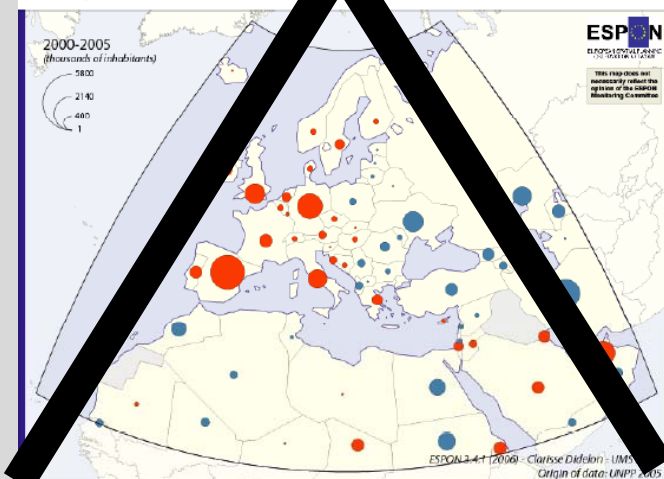 2000-2005
(thousands of inhabitants)
5800
2140
400
1
ESPON
This map does not
necessarily reflect the
opinion of the ESPON
Monitoring Committee
ESPON 3.4.1 (2006) - Clarisse Didelon - UMS
Origin of data: UNPP 2005